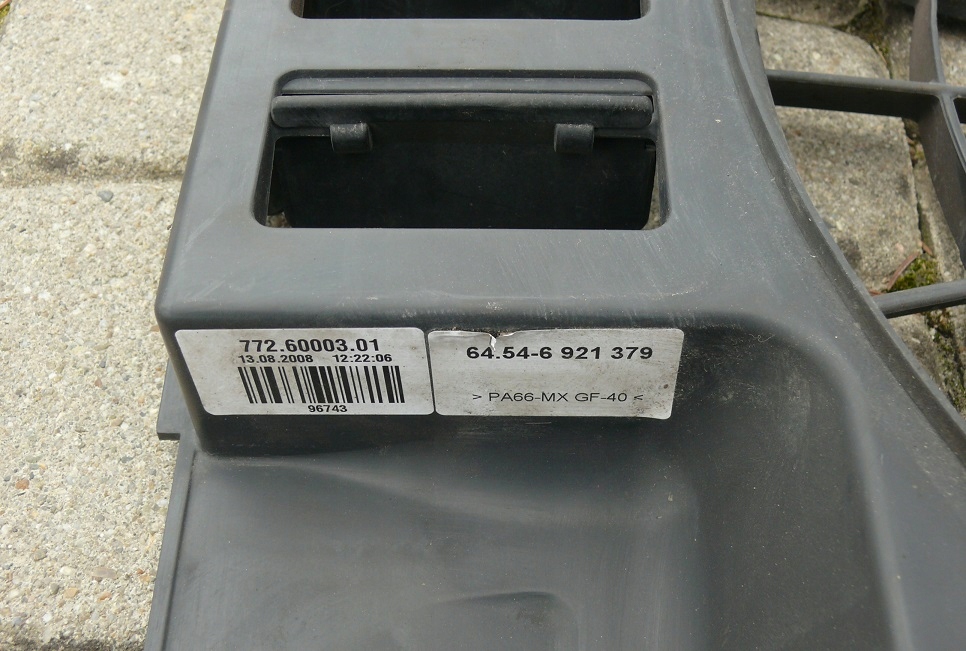 772.60003.01
13.08.2008 12:22:06
96743
64.54-6 921 379
> PA66-MX GF-40 <